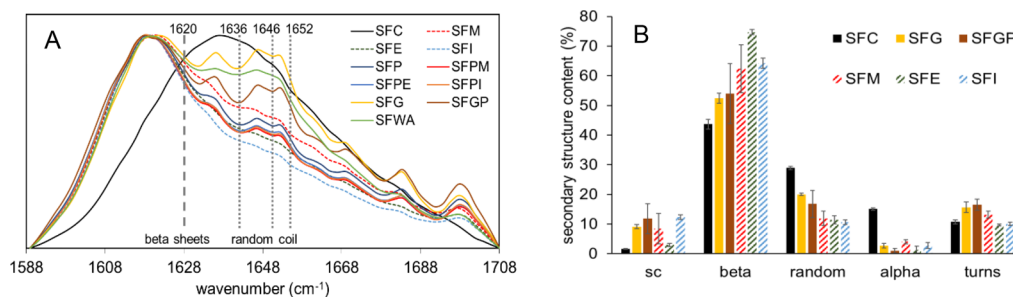 A
1620
1636
1646
1652
SFC
SFM
SFE
SFI
SFP
SFPM
SFPE
SFPI
SFG
SFGP
SFWA
beta sheets
random coil
1588
1608
1628
1648
1668
1688
1708
wavenumber (cm⁻¹)
B
SFC
SFG
SFGP
SFM
SFE
SFI
secondary structure content (%)
80
70
60
50
40
30
20
10
0
sc
beta
random
alpha
turns